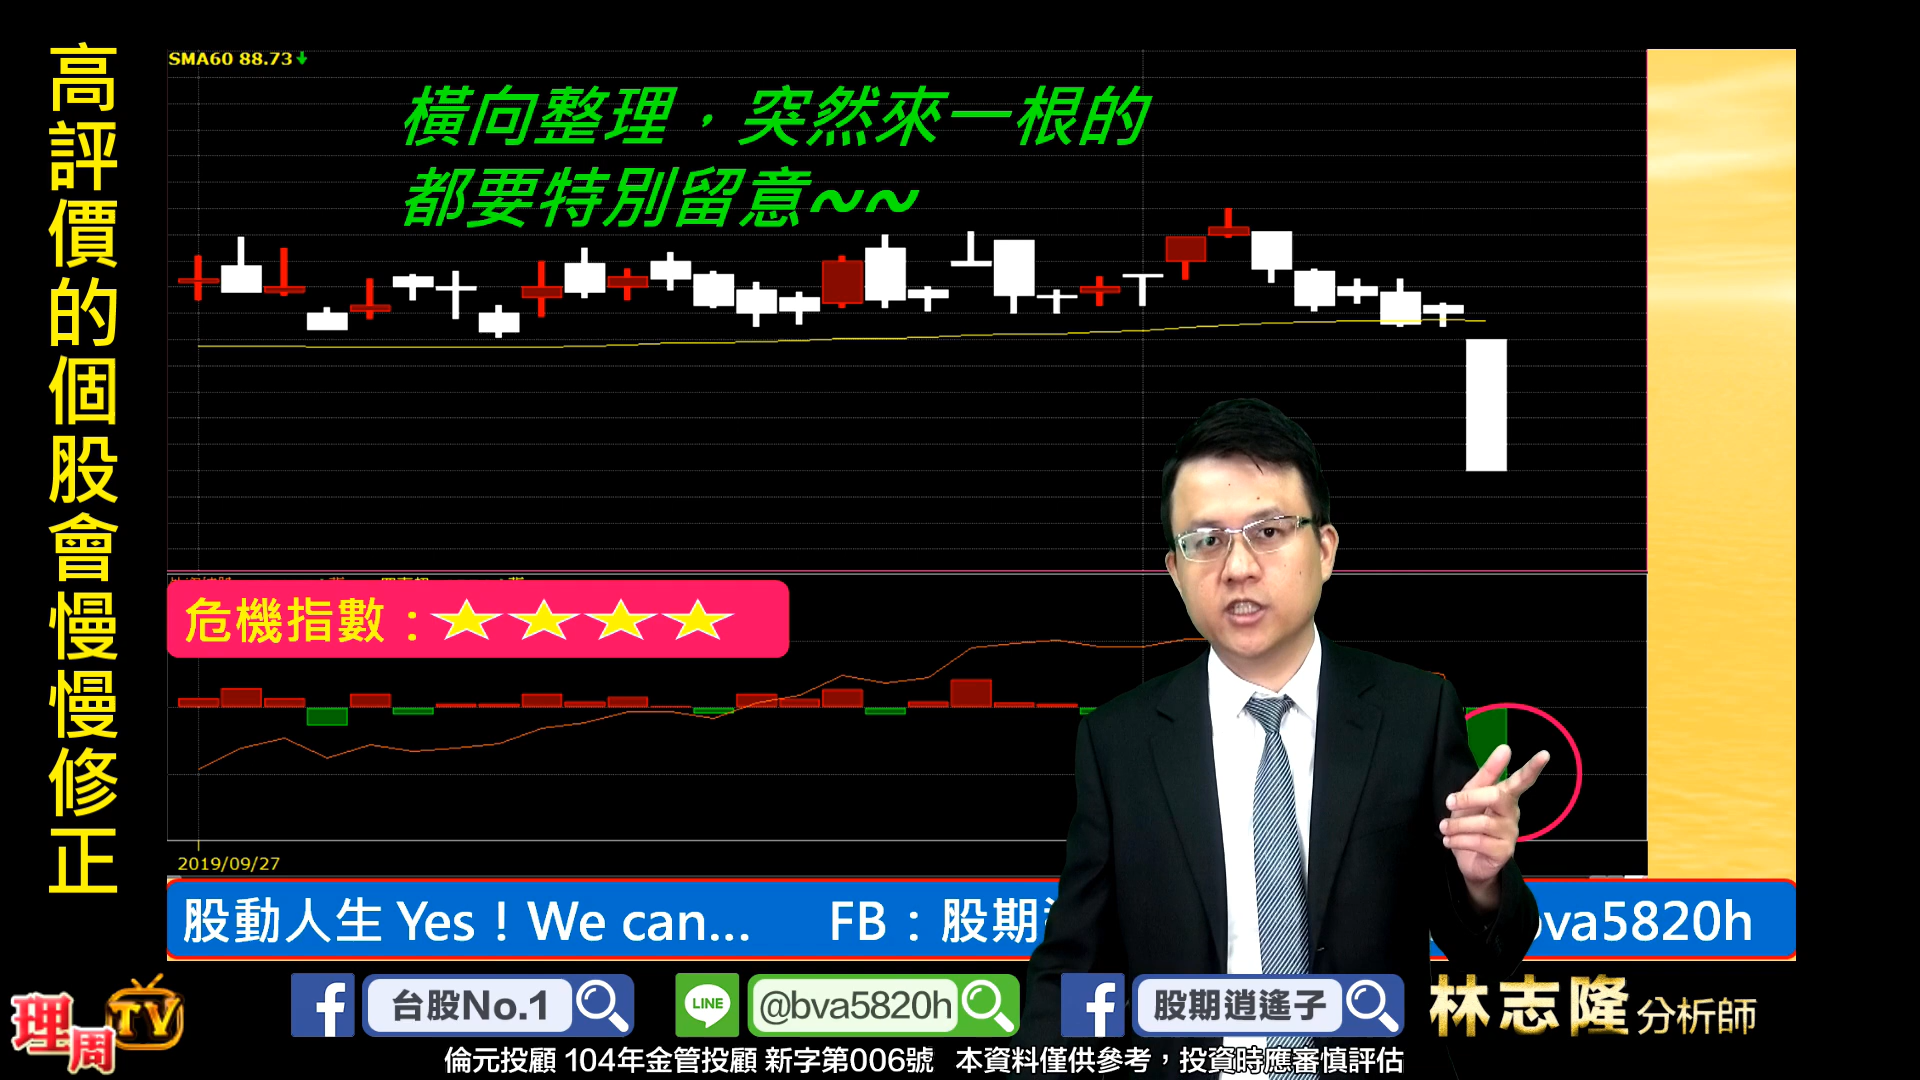 高評價的個股會慢慢修正
SMA60 88.73↓
橫向整理，突然來一根的
都要特別留意~~
危機指數：★★★★
2019/09/27
股動人生 Yes！We can... FB：股期 bva5820h
理周TV
台股No.1
LINE
@bva5820h
股期逍遙子
林志隆 分析師
倫元投顧 104年金管投顧 新字第006號 本資料僅供參考，投資時應審慎評估